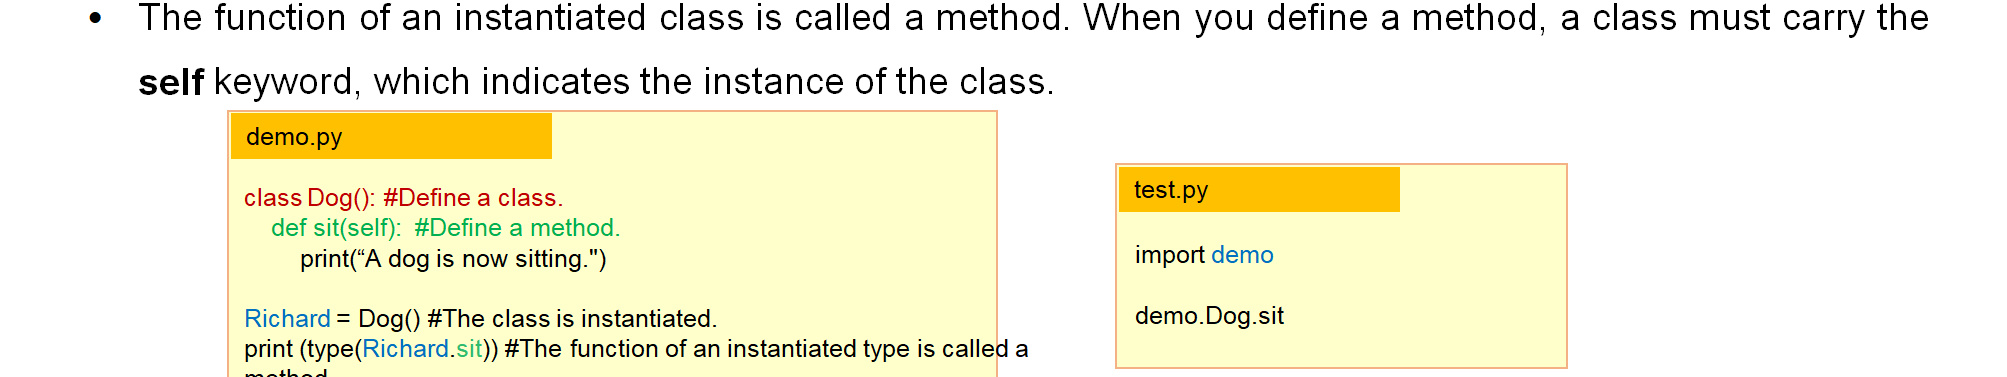 • The function of an instantiated class is called a method. When you define a method, a class must carry the
self keyword, which indicates the instance of the class.
demo.py
class Dog(): #Define a class.
def sit(self):  #Define a method.
print(“A dog is now sitting.")
Richard = Dog() #The class is instantiated.
print (type(Richard.sit)) #The function of an instantiated type is called a
method
test.py
import demo
demo.Dog.sit